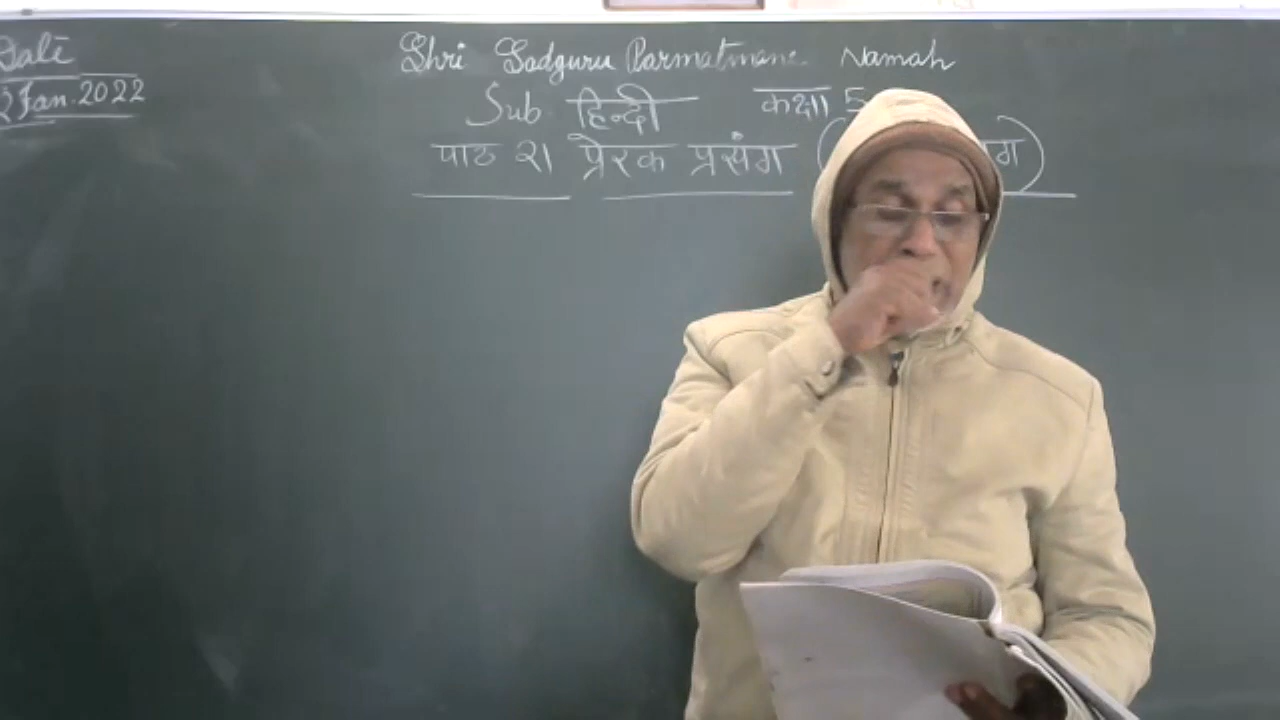 Date
2 Jan. 2022
Shri Sadguru Parmatmane Namah
Sub हिन्दी कक्षा 5
पाठ २१ प्रेरक प्रसंग (